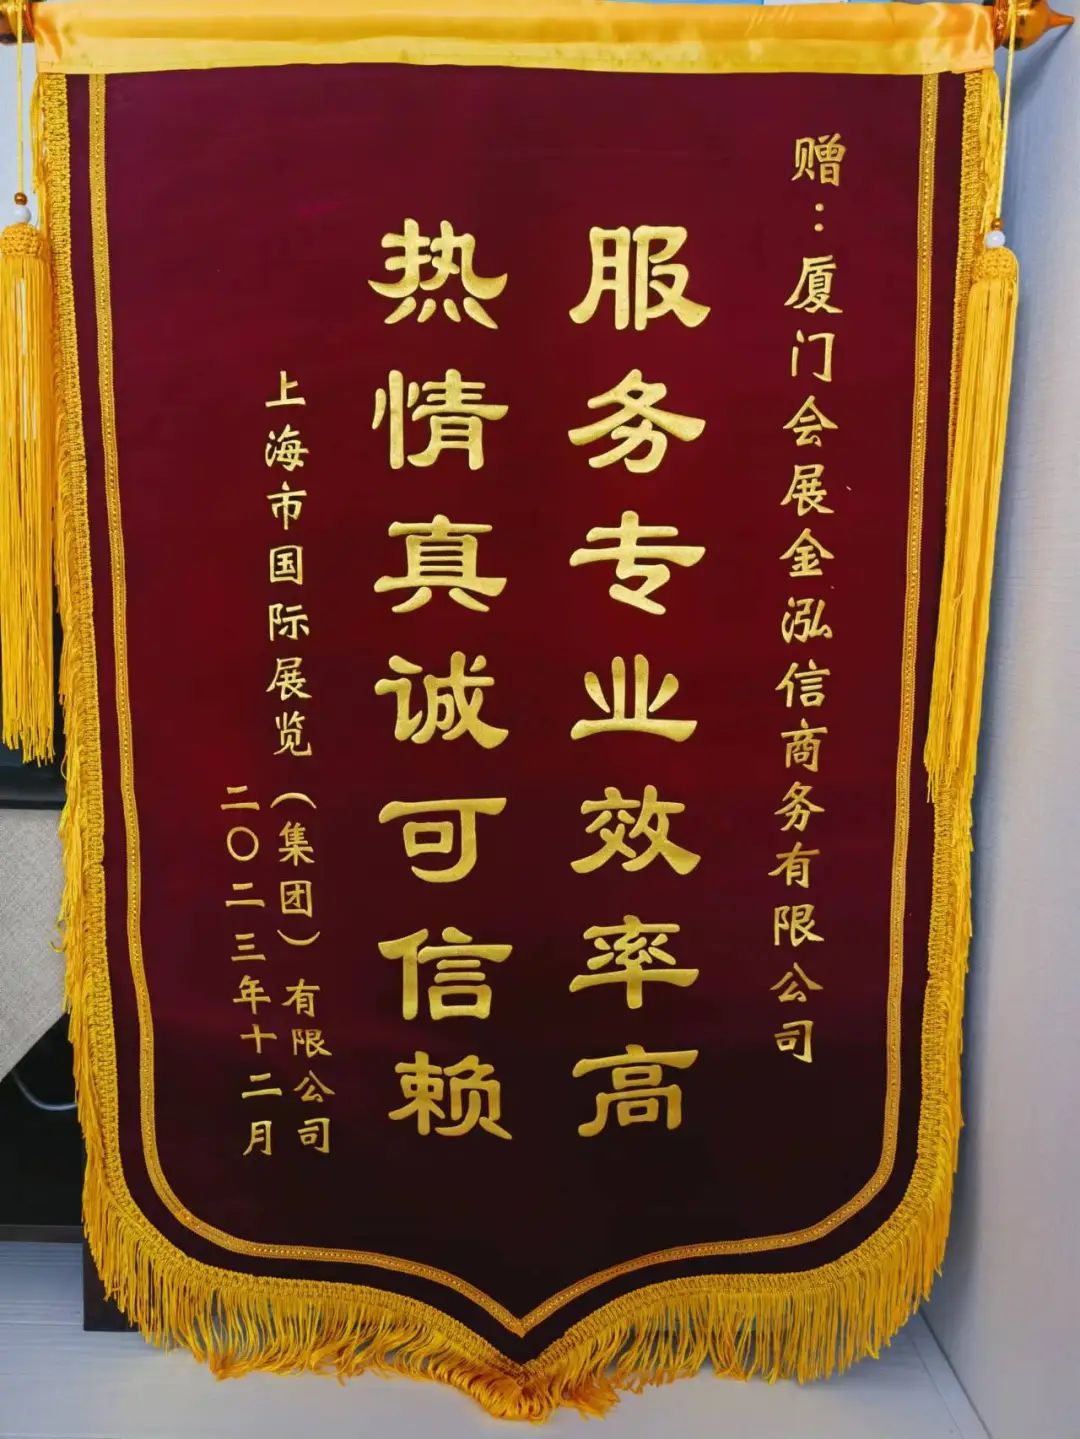 赠：厦门会展金泓信商务有限公司
服务专业效率高
热情真诚可信赖
上海市国际展览（集团）有限公司
二〇二三年十二月